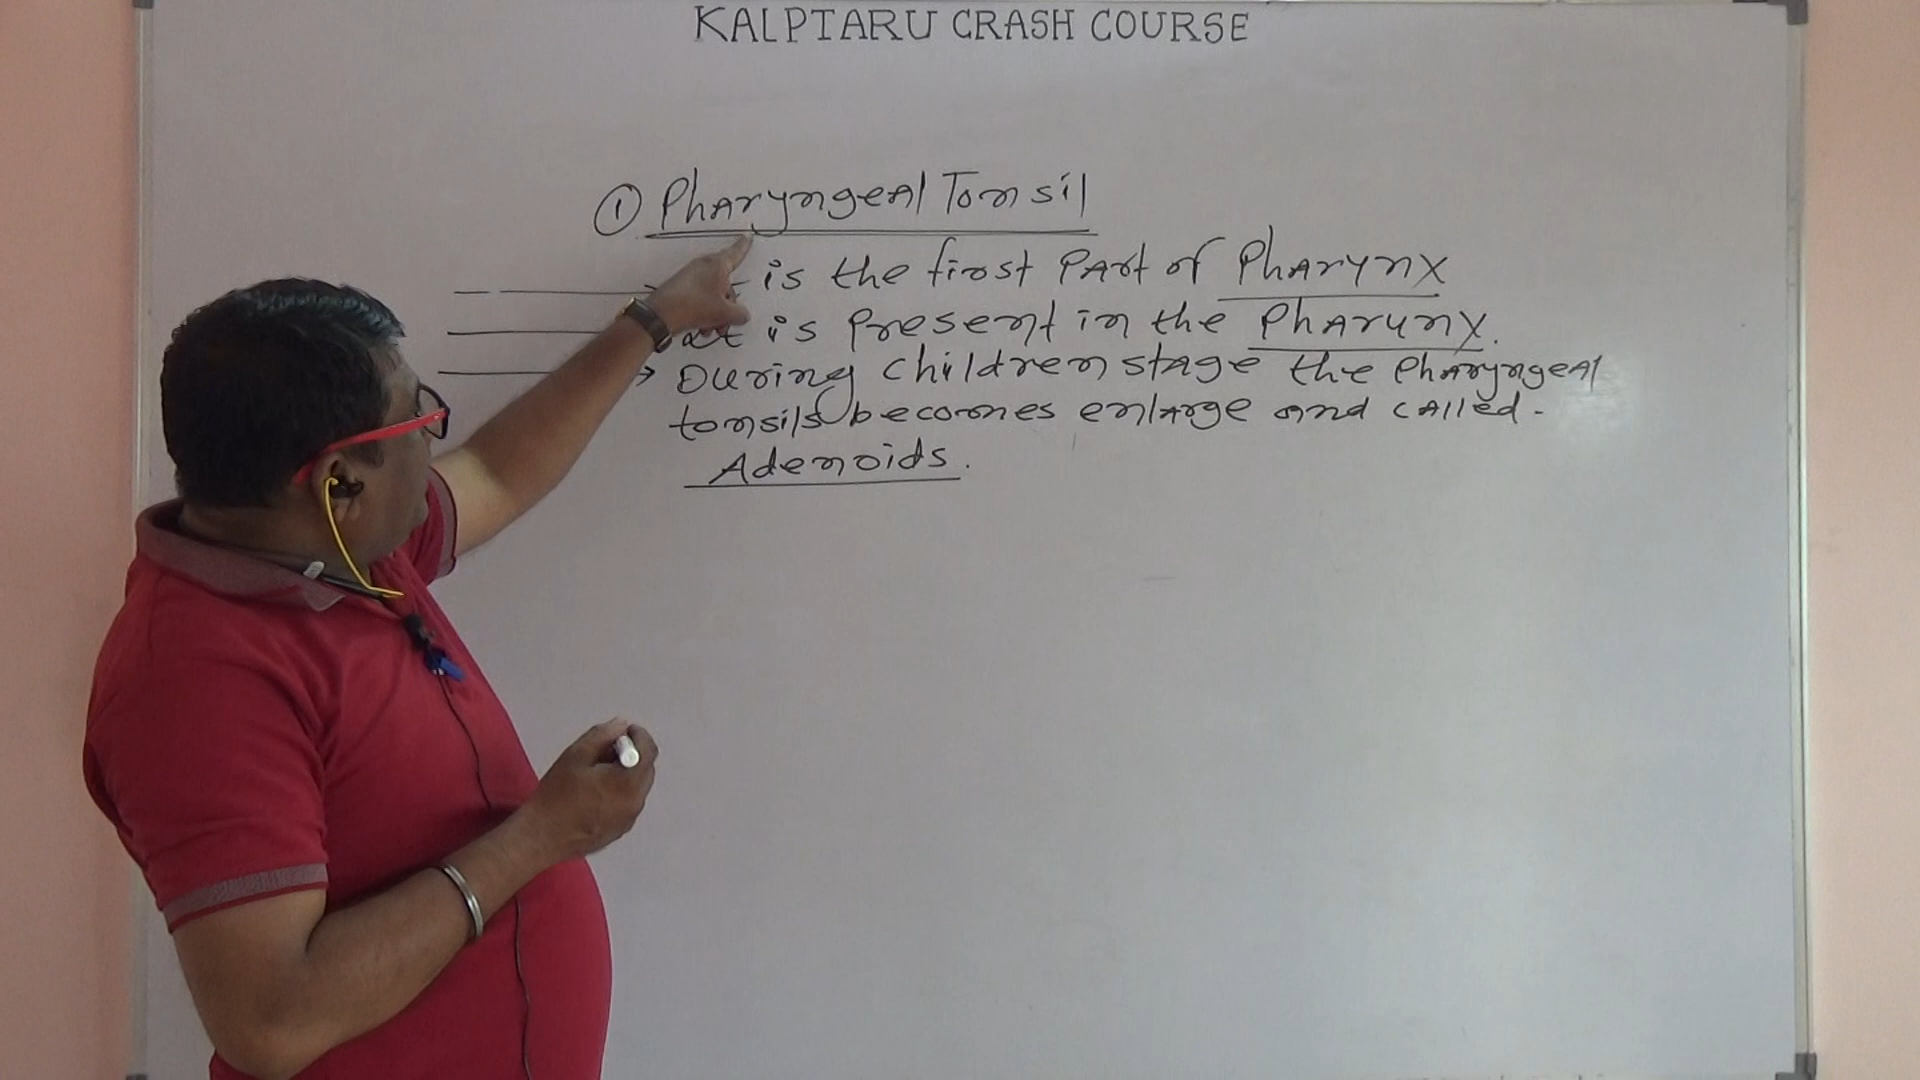 KALPTARU CRASH COURSE
① Pharyngeal Tonsil
is the first Part of Pharynx
is Present in the Pharynx.
→ During children stage the Pharyngeal
tonsils becomes enlarge and called -
Adenoids.